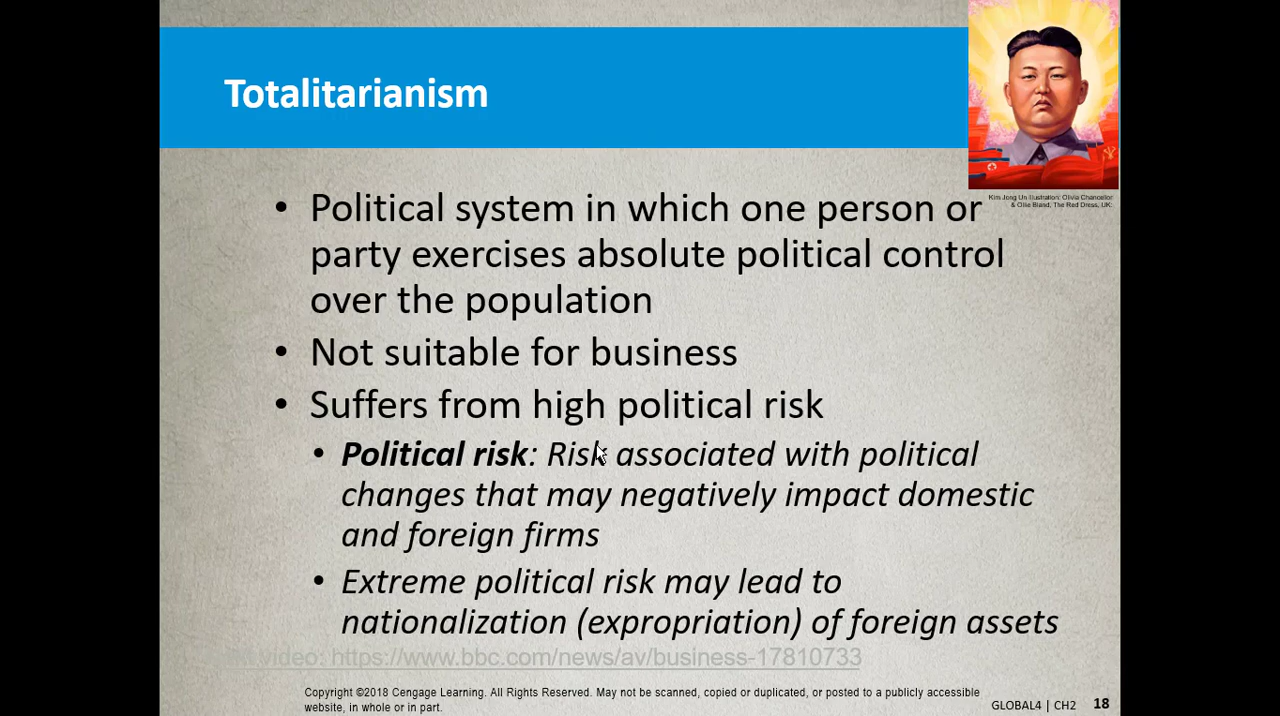 Totalitarianism
Kim Jong Un Illustration: Olivia Chancellor
& Ollie Bland, The Red Dress, UK:
• Political system in which one person or
party exercises absolute political control
over the population
• Not suitable for business
• Suffers from high political risk
• Political risk: Risk associated with political
changes that may negatively impact domestic
and foreign firms
• Extreme political risk may lead to
nationalization (expropriation) of foreign assets
video: https://www.bbc.com/news/av/business-17810733
Copyright ©2018 Cengage Learning. All Rights Reserved. May not be scanned, copied or duplicated, or posted to a publicly accessible
website, in whole or in part.
GLOBAL4 | CH2 18